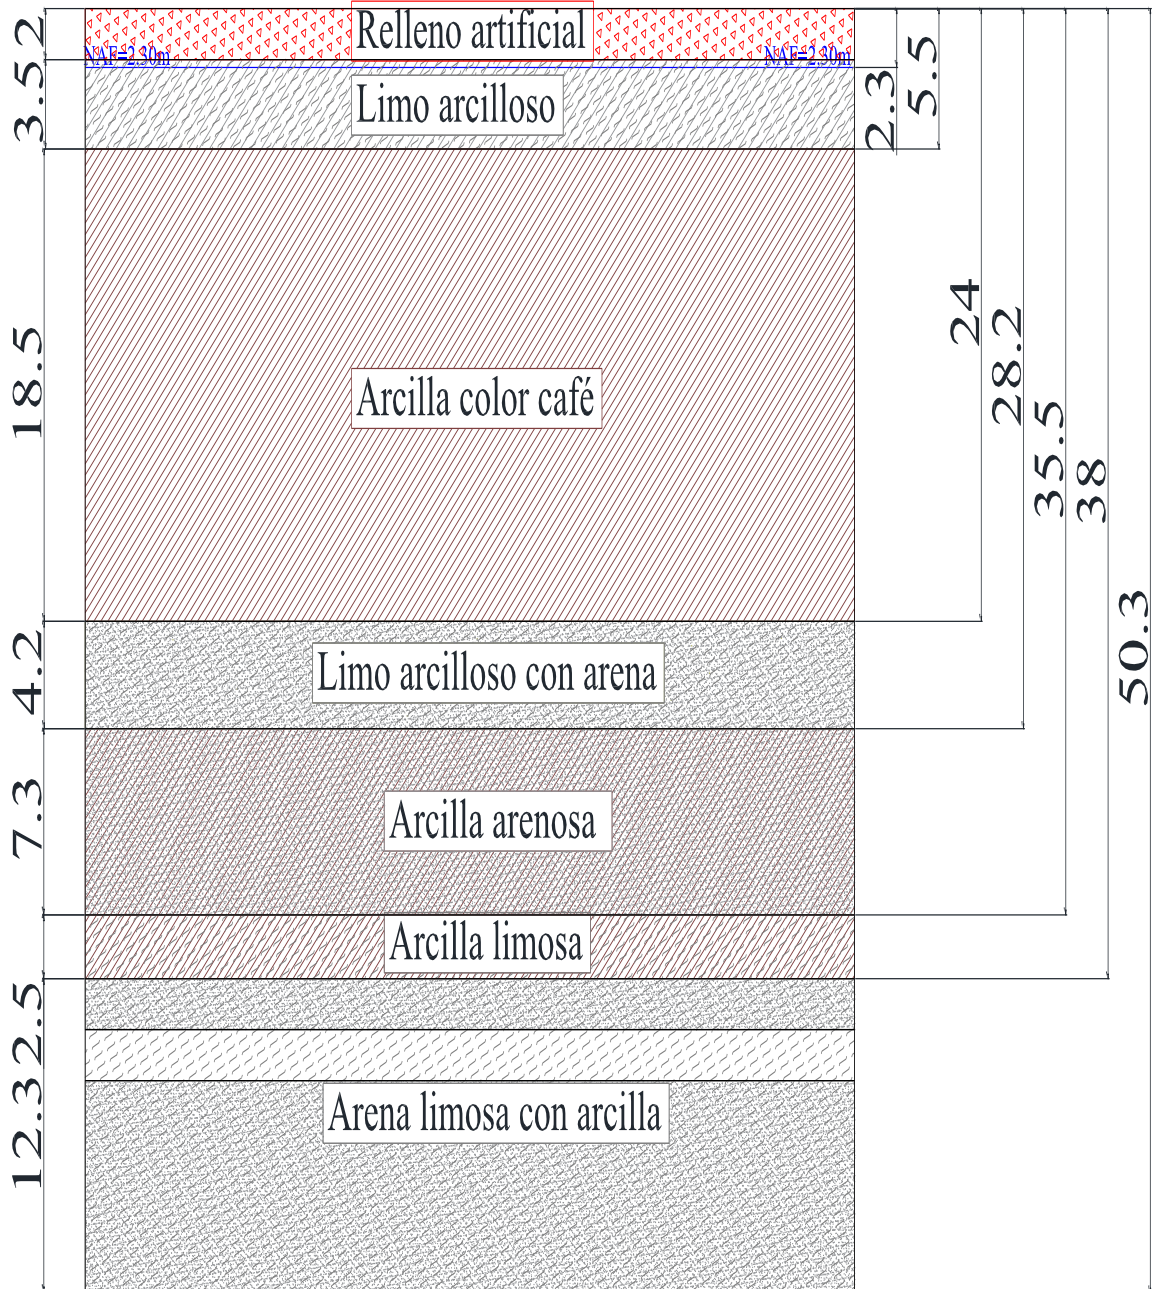 Relleno artificial
NAF=2.30m
NAF=2.30m
Limo arcilloso
Arcilla color café
Limo arcilloso con arena
Arcilla arenosa
Arcilla limosa
Arena limosa con arcilla
2
3.5
18.5
4.2
7.3
2.5
12.3
2.3
5.5
24
28.2
35.5
38
50.3